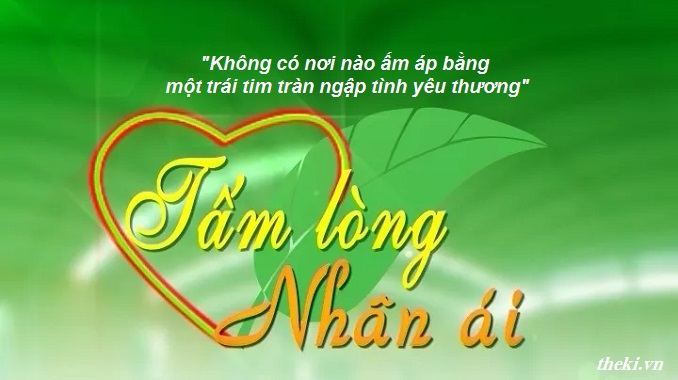 "Không có nơi nào ấm áp bằng
một trái tim tràn ngập tình yêu thương"
Tấm lòng
Nhân ái
theki.vn